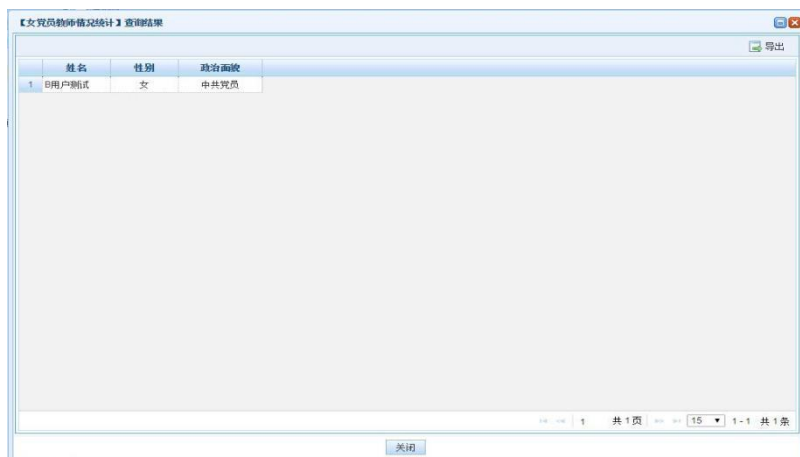 【女党员教师情况统计】查询结果
导出
姓名 性别 政治面貌
1 B用户测试 女 中共党员
1 共 1 页 15 1 - 1 共 1 条
关闭